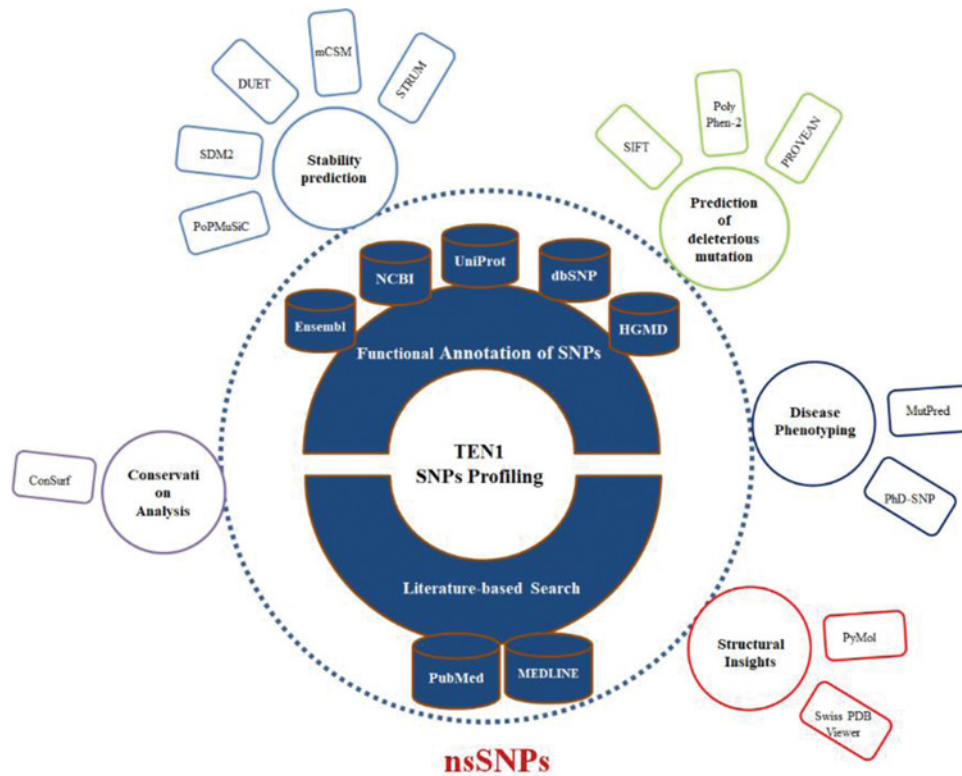 mCSM
STRUM
DUET
SDM2
PoPMuSiC
Stability
prediction
SIFT
Poly
Phen-2
PROVEAN
Prediction
of
deleterious
mutation
Ensembl
NCBI
UniProt
dbSNP
HGMD
Functional Annotation of SNPs
TEN1
SNPs Profiling
Disease
Phenotyping
MutPred
PhD-SNP
ConSurf
Conservati
on
Analysis
Literature-based Search
PubMed
MEDLINE
Structural
Insights
PyMol
Swiss PDB
Viewer
nsSNPs